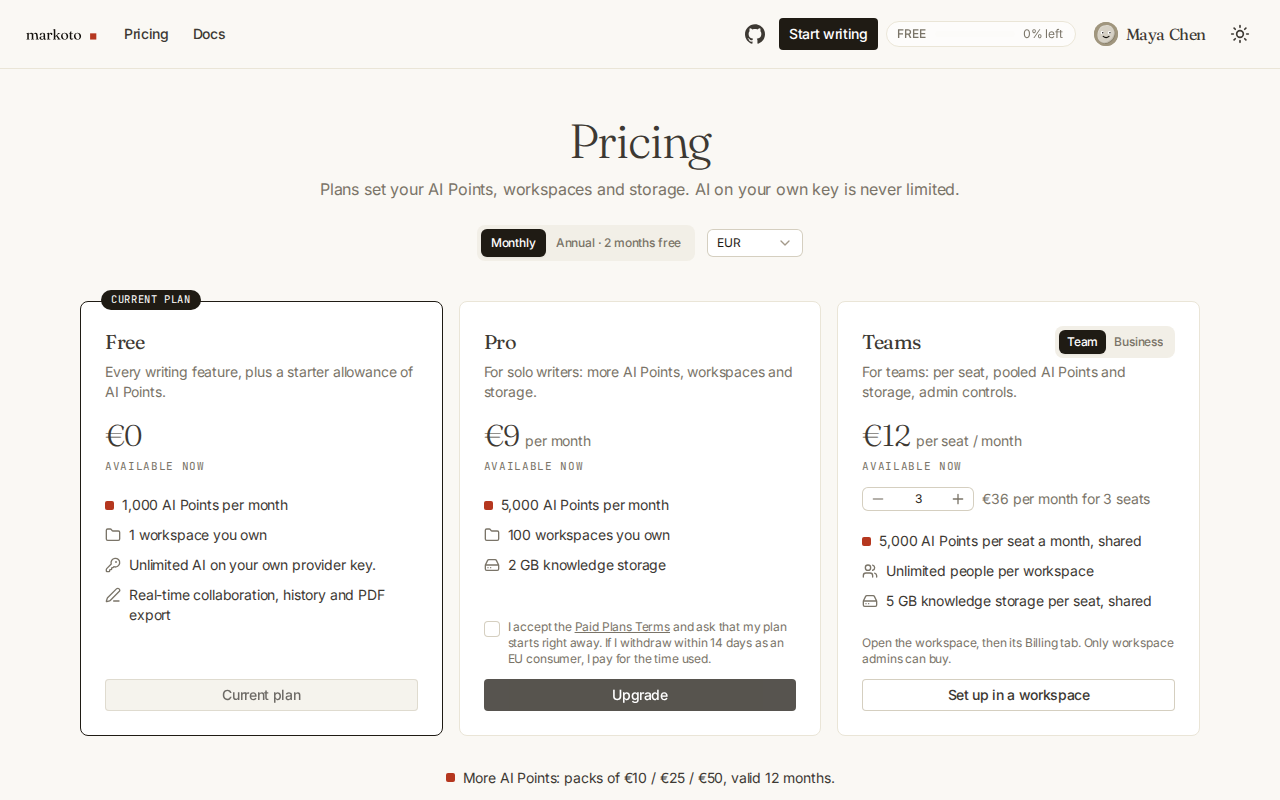 markoto
Pricing
Docs
Start writing
FREE
0% left
Maya Chen
Pricing
Plans set your AI Points, workspaces and storage. AI on your own key is never limited.
Monthly
Annual · 2 months free
EUR
CURRENT PLAN
Free
Every writing feature, plus a starter allowance of
AI Points.
€0
AVAILABLE NOW
1,000 AI Points per month
1 workspace you own
Unlimited AI on your own provider key.
Real-time collaboration, history and PDF
export
Current plan
Pro
For solo writers: more AI Points, workspaces and
storage.
€9 per month
AVAILABLE NOW
5,000 AI Points per month
100 workspaces you own
2 GB knowledge storage
I accept the Paid Plans Terms and ask that my plan
starts right away. If I withdraw within 14 days as an
EU consumer, I pay for the time used.
Upgrade
Teams
Team
Business
For teams: per seat, pooled AI Points and
storage, admin controls.
€12 per seat / month
AVAILABLE NOW
3
€36 per month for 3 seats
5,000 AI Points per seat a month, shared
Unlimited people per workspace
5 GB knowledge storage per seat, shared
Open the workspace, then its Billing tab. Only workspace
admins can buy.
Set up in a workspace
More AI Points: packs of €10 / €25 / €50, valid 12 months.